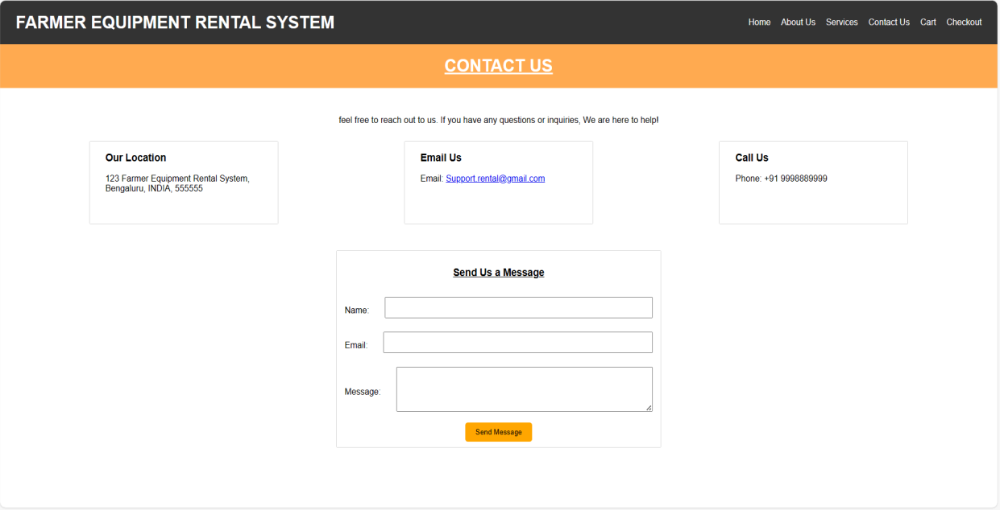 FARMER EQUIPMENT RENTAL SYSTEM
Home About Us Services Contact Us Cart Checkout
CONTACT US
feel free to reach out to us. If you have any questions or inquiries, We are here to help!
Our Location
123 Farmer Equipment Rental System,
Bengaluru, INDIA, 555555
Email Us
Email: Support.rental@gmail.com
Call Us
Phone: +91 9998889999
Send Us a Message
Name:
Email:
Message:
Send Message